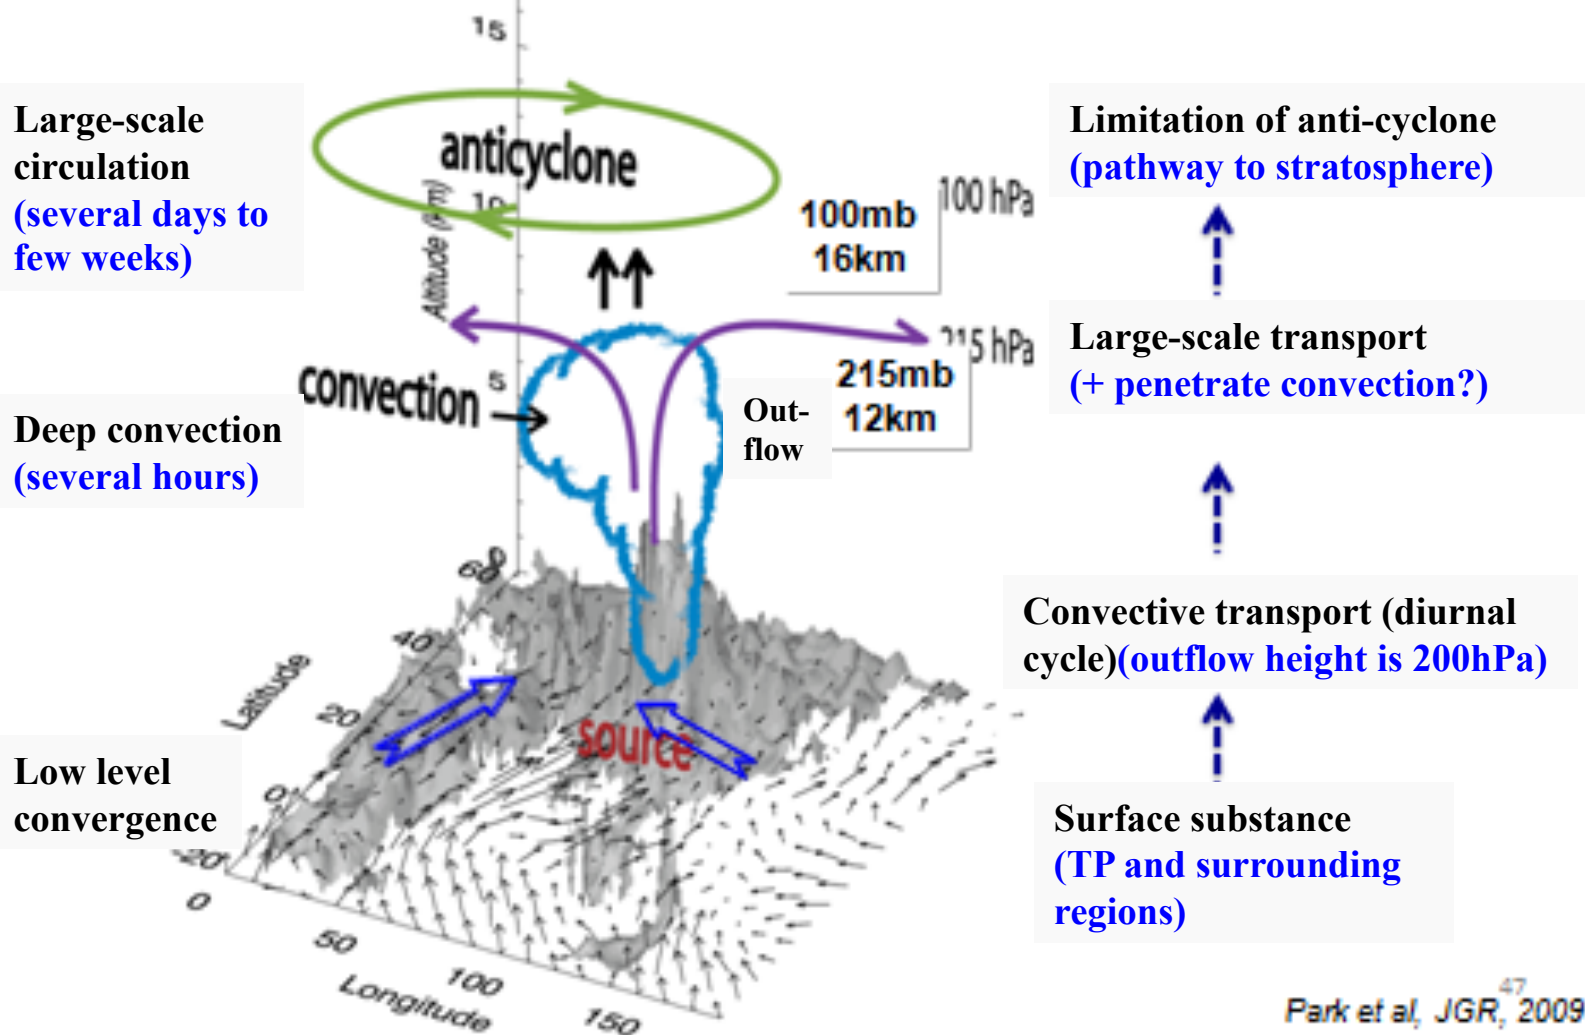 15
Large-scale
circulation
(several days to
few weeks)
anticyclone
10
Altitude (km)
100mb
16km
100 hPa
Limitation of anti-cyclone
(pathway to stratosphere)
convection
5
Deep convection
(several hours)
Out-
flow
215mb
12km
hPa
Large-scale transport
(+ penetrate convection?)
0
60
40
20
0
-20
Latitude
source
Low level
convergence
Convective transport (diurnal
cycle)(outflow height is 200hPa)
Surface substance
(TP and surrounding
regions)
0
50
100
150
Longitude
47
Park et al, JGR, 2009